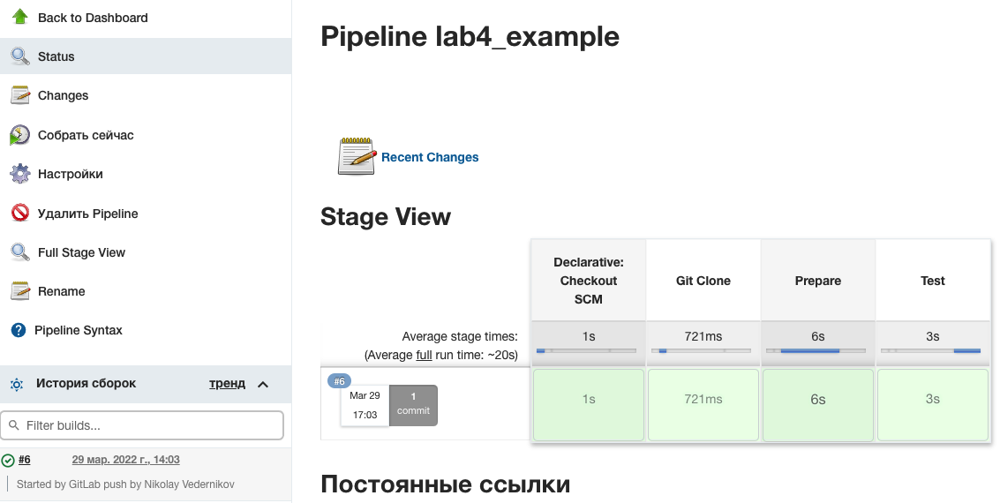 Back to Dashboard
Status
Changes
Собрать сейчас
Настройки
Удалить Pipeline
Full Stage View
Rename
Pipeline Syntax
История сборок тренд
Filter builds...
#6 29 мар. 2022 г., 14:03
Started by GitLab push by Nikolay Vedernikov
Pipeline lab4_example
Recent Changes
Stage View
Declarative:
Checkout
SCM
Git Clone
Prepare
Test
Average stage times:
(Average full run time: ~20s)
1s 721ms 6s 3s
#6
Mar 29
17:03
1
commit
1s 721ms 6s 3s
Постоянные ссылки